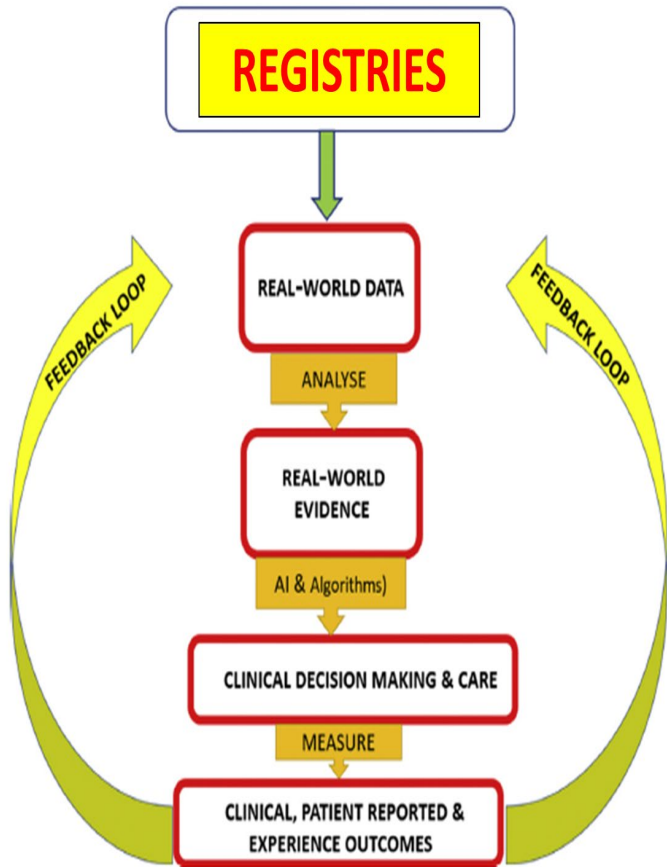 REGISTRIES
FEEDBACK LOOP
FEEDBACK LOOP
REAL-WORLD DATA
ANALYSE
REAL-WORLD
EVIDENCE
AI & Algorithms)
CLINICAL DECISION MAKING & CARE
MEASURE
CLINICAL, PATIENT REPORTED &
EXPERIENCE OUTCOMES